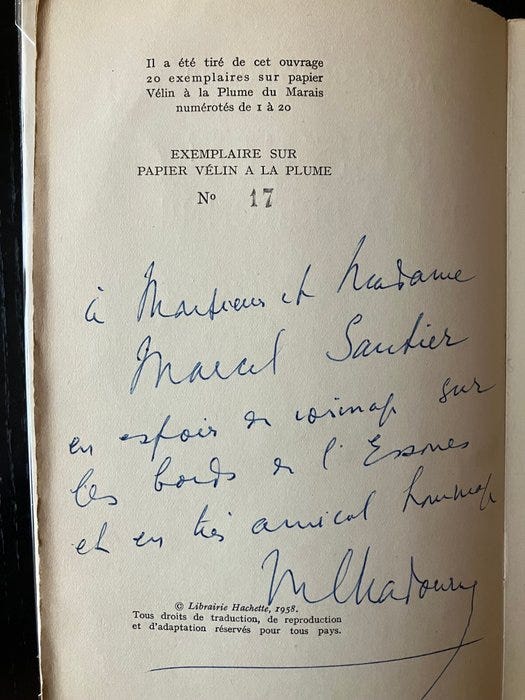 Il a été tiré de cet ouvrage
20 exemplaires sur papier
Vélin à la Plume du Marais
numérotés de 1 à 20
EXEMPLAIRE SUR
PAPIER VÉLIN A LA PLUME
Nº 17
à Monsieur et Madame
Marcel Sautier
en espoir de voisinage sur
les bords de l'Essonne
et en très amical hommage
© Librairie Hachette, 1958.
Tous droits de traduction, de reproduction
et d'adaptation réservés pour tous pays.